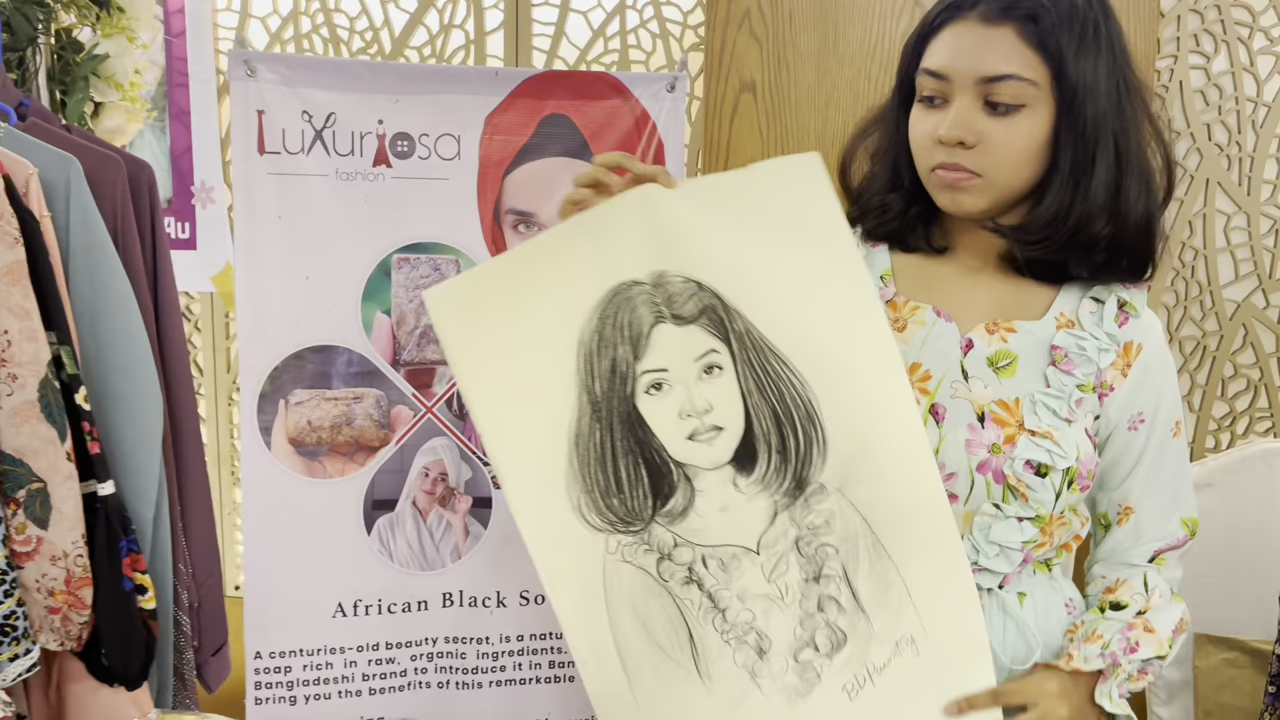 Luxuriosa
fashion
4u
African Black So
A centuries-old beauty secret, is a natu
soap rich in raw, organic ingredients.
Bangladeshi brand to introduce it in Ban
bring you the benefits of this remarkable